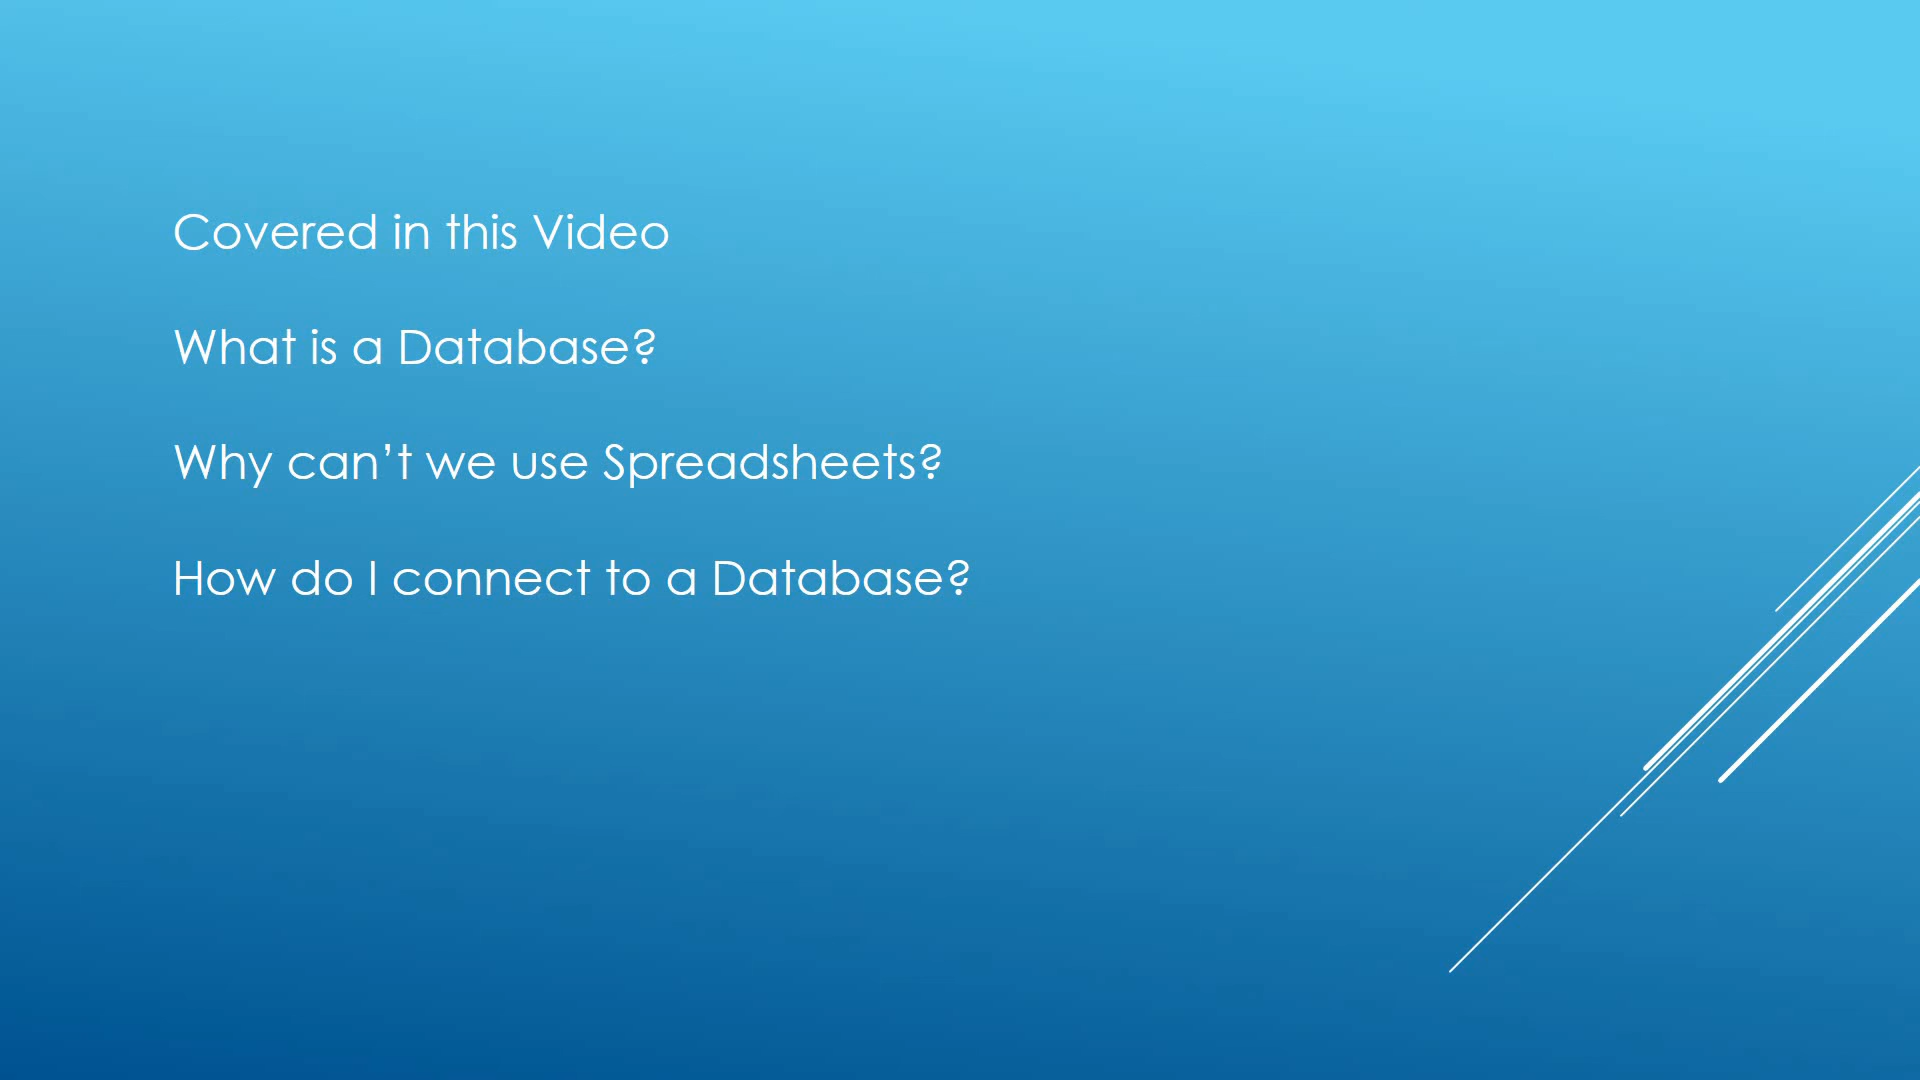 Covered in this Video
What is a Database?
Why can’t we use Spreadsheets?
How do I connect to a Database?